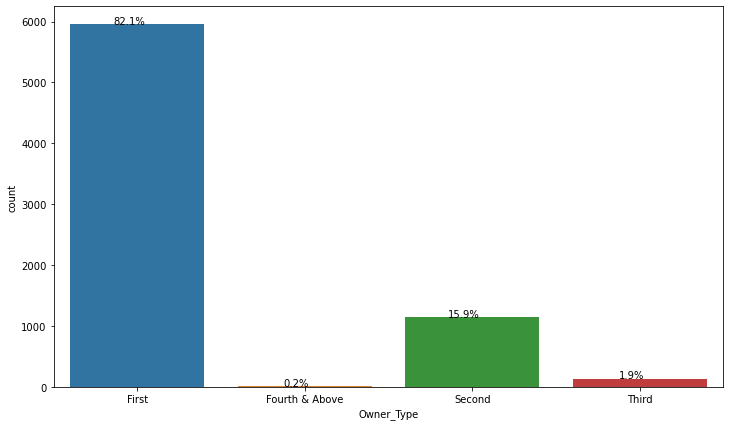 count
6000
5000
4000
3000
2000
1000
0
82.1%
0.2%
15.9%
1.9%
First
Fourth & Above
Second
Third
Owner_Type